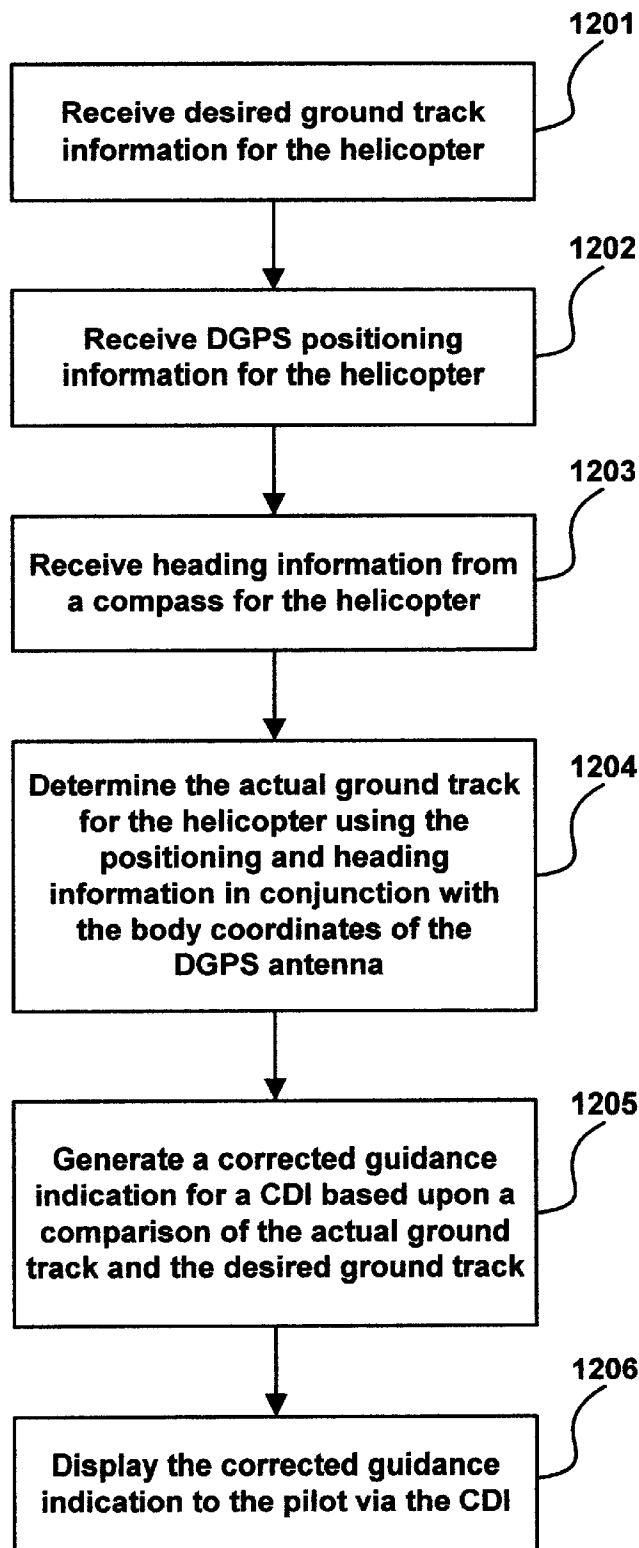 1201
Receive desired ground track
information for the helicopter
1202
Receive DGPS positioning
information for the helicopter
1203
Receive heading information from
a compass for the helicopter
1204
Determine the actual ground track
for the helicopter using the
positioning and heading
information in conjunction with
the body coordinates of the
DGPS antenna
1205
Generate a corrected guidance
indication for a CDI based upon a
comparison of the actual ground
track and the desired ground track
1206
Display the corrected guidance
indication to the pilot via the CDI